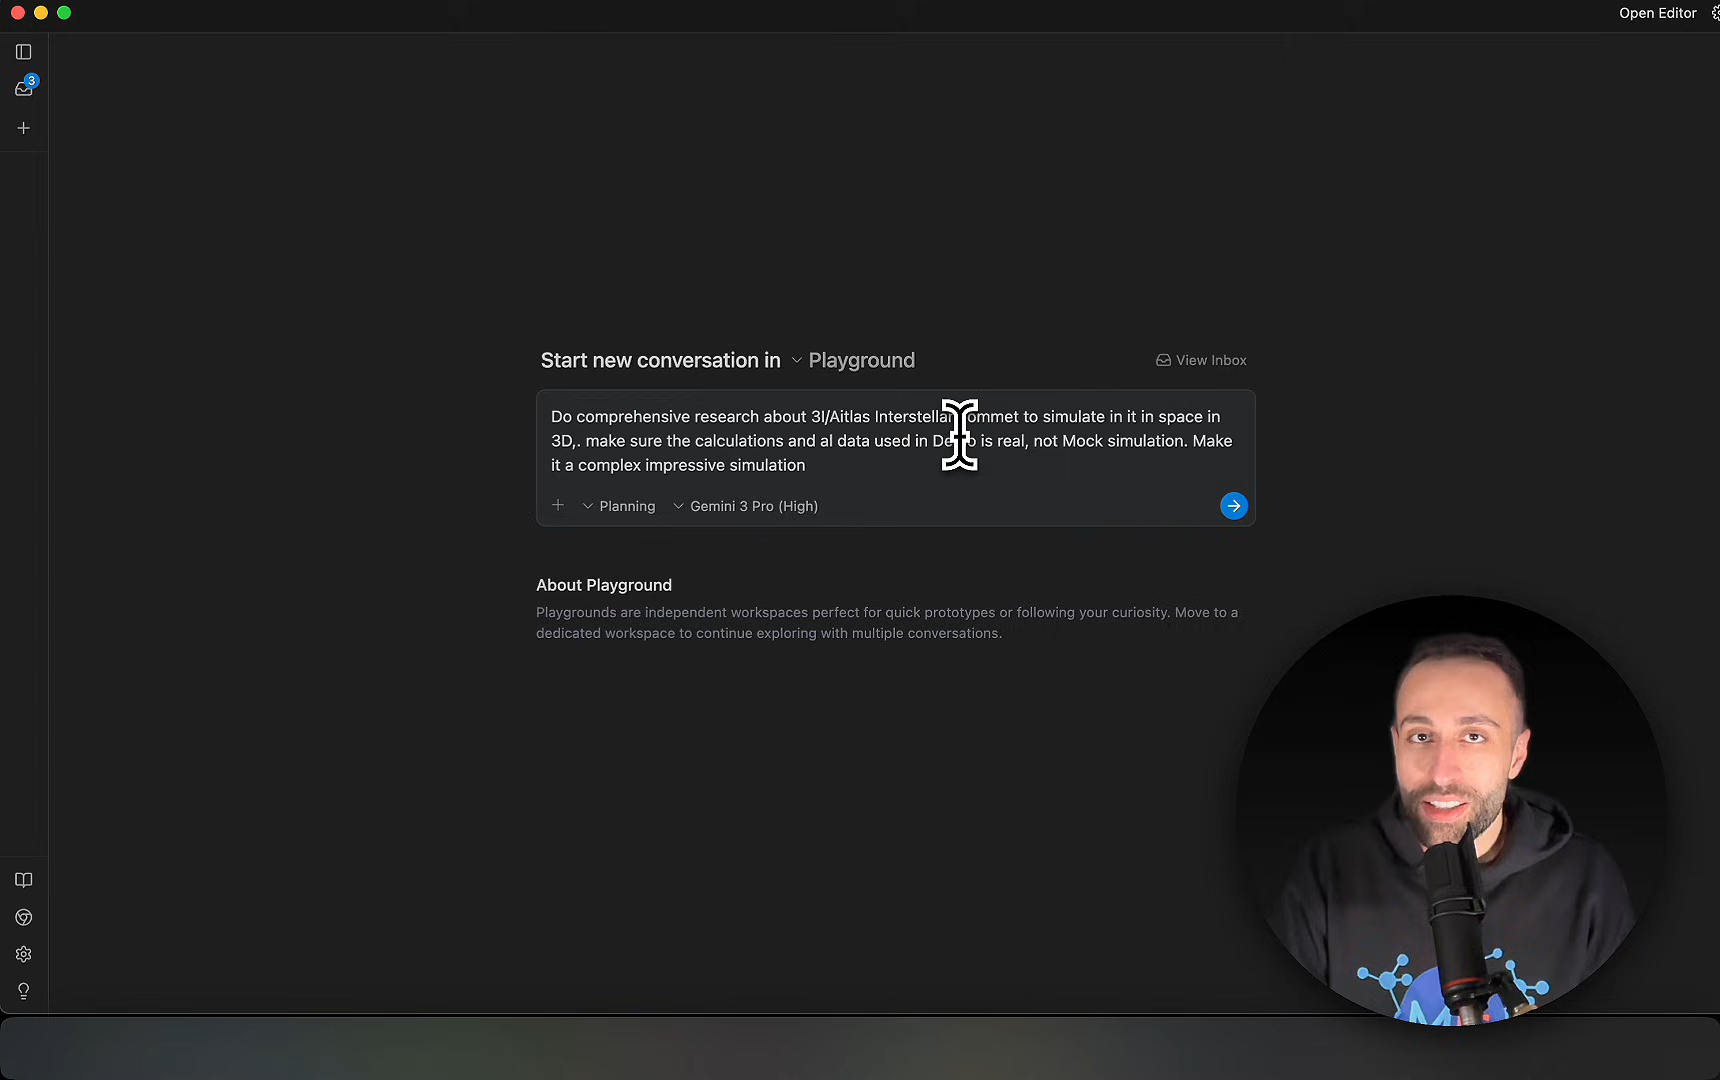 Open Editor
3
Start new conversation in Playground
View Inbox
Do comprehensive research about 3I/Aitlas Interstellar ommet to simulate in it in space in
3D,. make sure the calculations and al data used in De o is real, not Mock simulation. Make
it a complex impressive simulation
Planning
Gemini 3 Pro (High)
About Playground
Playgrounds are independent workspaces perfect for quick prototypes or following your curiosity. Move to a
dedicated workspace to continue exploring with multiple conversations.